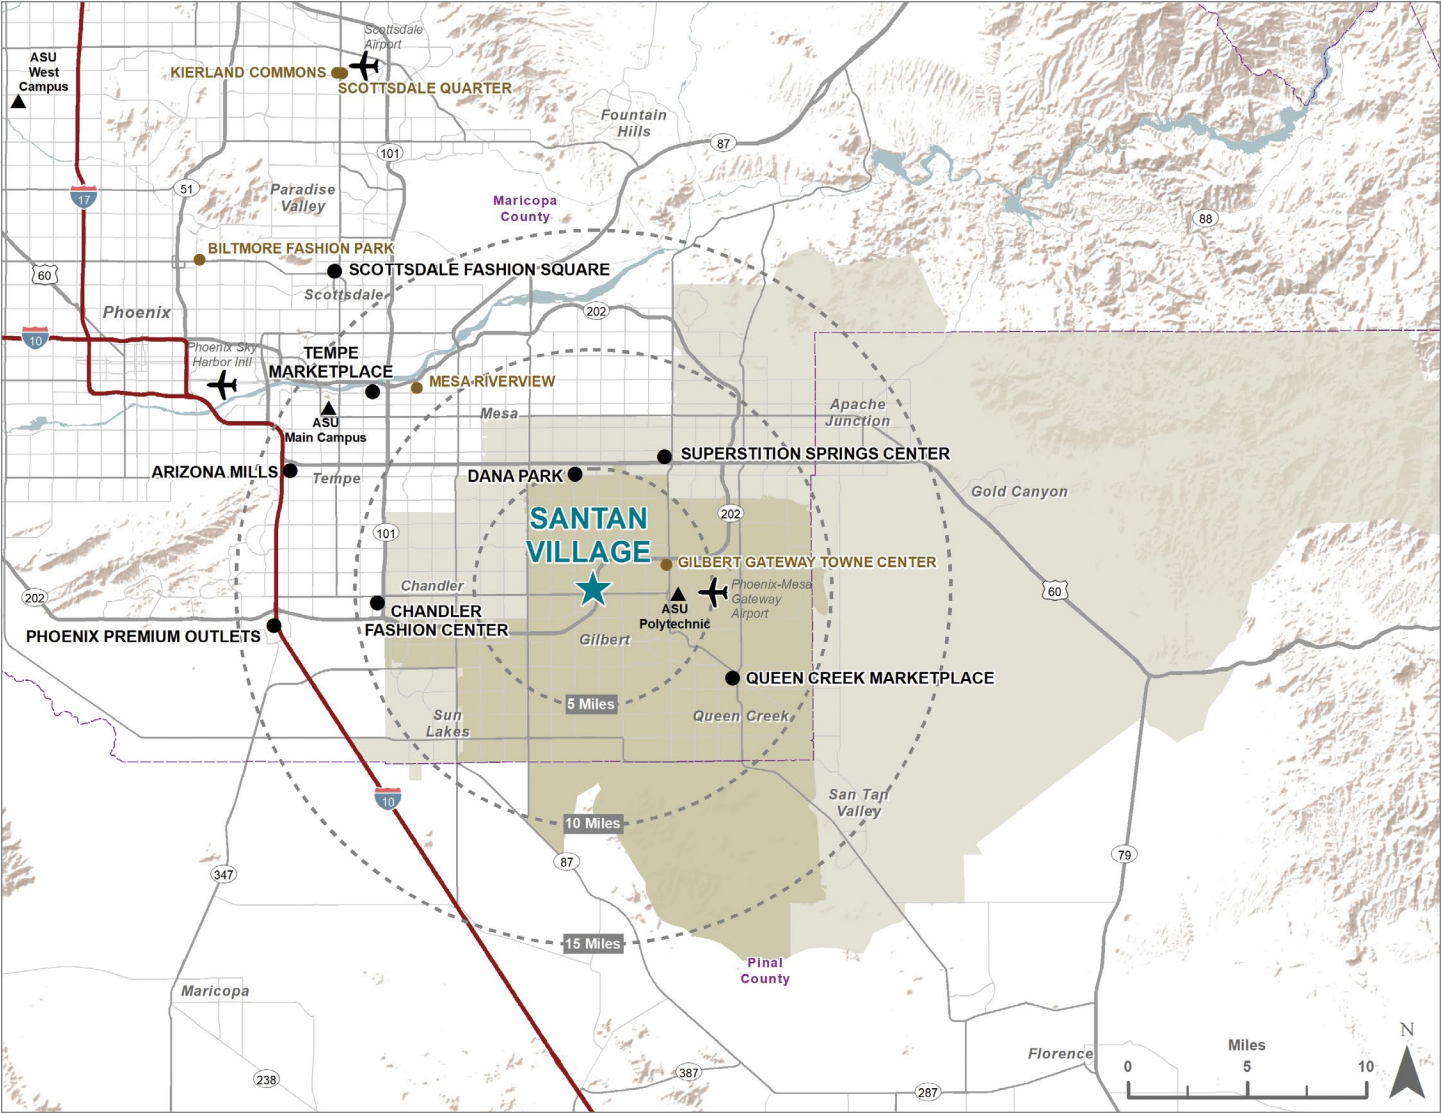 Scottsdale
Airport
ASU
West
Campus
KIERLAND COMMONS
SCOTTSDALE QUARTER
Fountain
Hills
87
101
51
17
Paradise
Valley
Maricopa
County
88
BILTMORE FASHION PARK
60
SCOTTSDALE FASHION SQUARE
Scottsdale
Phoenix
202
10
Phoenix Sky
Harbor Intl
TEMPE
MARKETPLACE
MESA RIVERVIEW
Mesa
Apache
Junction
ASU
Main Campus
SUPERSTITION SPRINGS CENTER
ARIZONA MILLS
Tempe
DANA PARK
Gold Canyon
SANTAN
VILLAGE
202
101
GILBERT GATEWAY TOWNE CENTER
Chandler
Phoenix-Mesa
Gateway
Airport
60
202
ASU
Polytechnic
CHANDLER
FASHION CENTER
PHOENIX PREMIUM OUTLETS
Gilbert
QUEEN CREEK MARKETPLACE
5 Miles
Sun
Lakes
Queen Creek
10
San Tan
Valley
10 Miles
87
79
347
15 Miles
Pinal
County
Maricopa
N
Miles
0
5
10
Florence
387
238
287